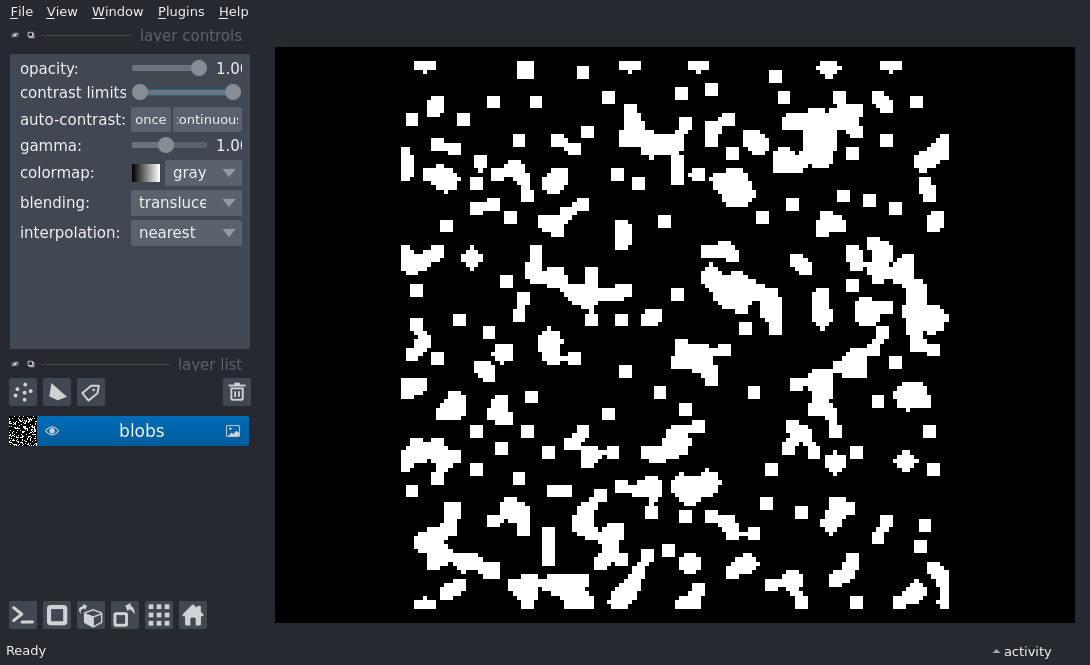 File View Window Plugins Help
layer controls
opacity: 1.00
contrast limits
auto-contrast: once continuous
gamma: 1.00
colormap: gray
blending: transluce
interpolation: nearest
layer list
blobs
Ready
activity